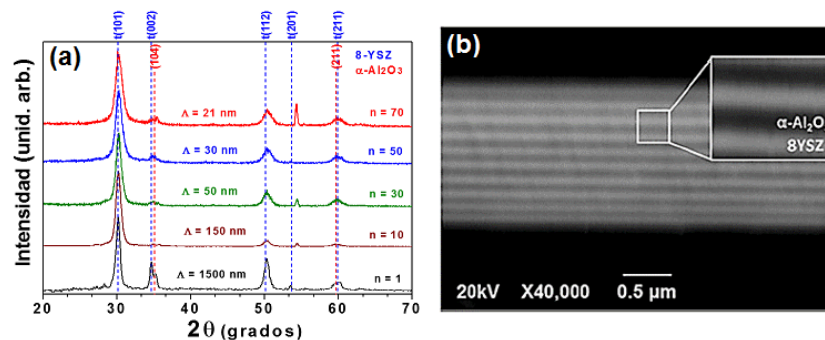 t(101)
t(002)
(104)
t(112)
t(201)
t(211)
(211)
(a)
8-YSZ
α-Al₂O₃
Λ = 21 nm
n = 70
Λ = 30 nm
n = 50
Λ = 50 nm
n = 30
Λ = 150 nm
n = 10
Λ = 1500 nm
n = 1
Intensidad (unid. arb.)
20 30 40 50 60 70
2θ (grados)
(b)
α-Al₂O
8YSZ
20kV X40,000 0.5 µm